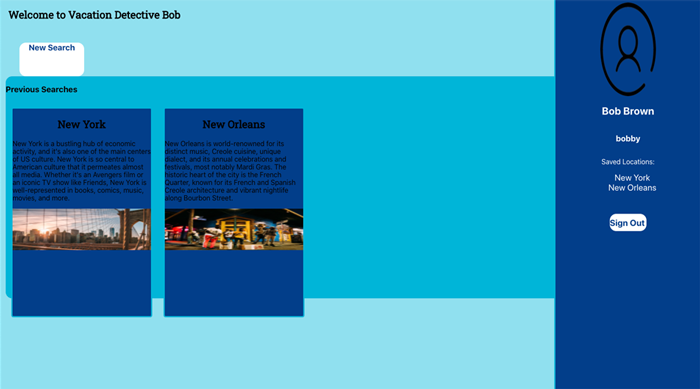 Welcome to Vacation Detective Bob
New Search
Previous Searches
New York
New York is a bustling hub of economic
activity, and it's also one of the main centers
of US culture. New York is so central to
American culture that it permeates almost
all media. Whether it's an Avengers film or
an iconic TV show like Friends, New York is
well-represented in books, comics, music,
movies, and more.
New Orleans
New Orleans is world-renowned for its
distinct music, Creole cuisine, unique
dialect, and its annual celebrations and
festivals, most notably Mardi Gras. The
historic heart of the city is the French
Quarter, known for its French and Spanish
Creole architecture and vibrant nightlife
along Bourbon Street.
Bob Brown
bobby
Saved Locations:
New York
New Orleans
Sign Out